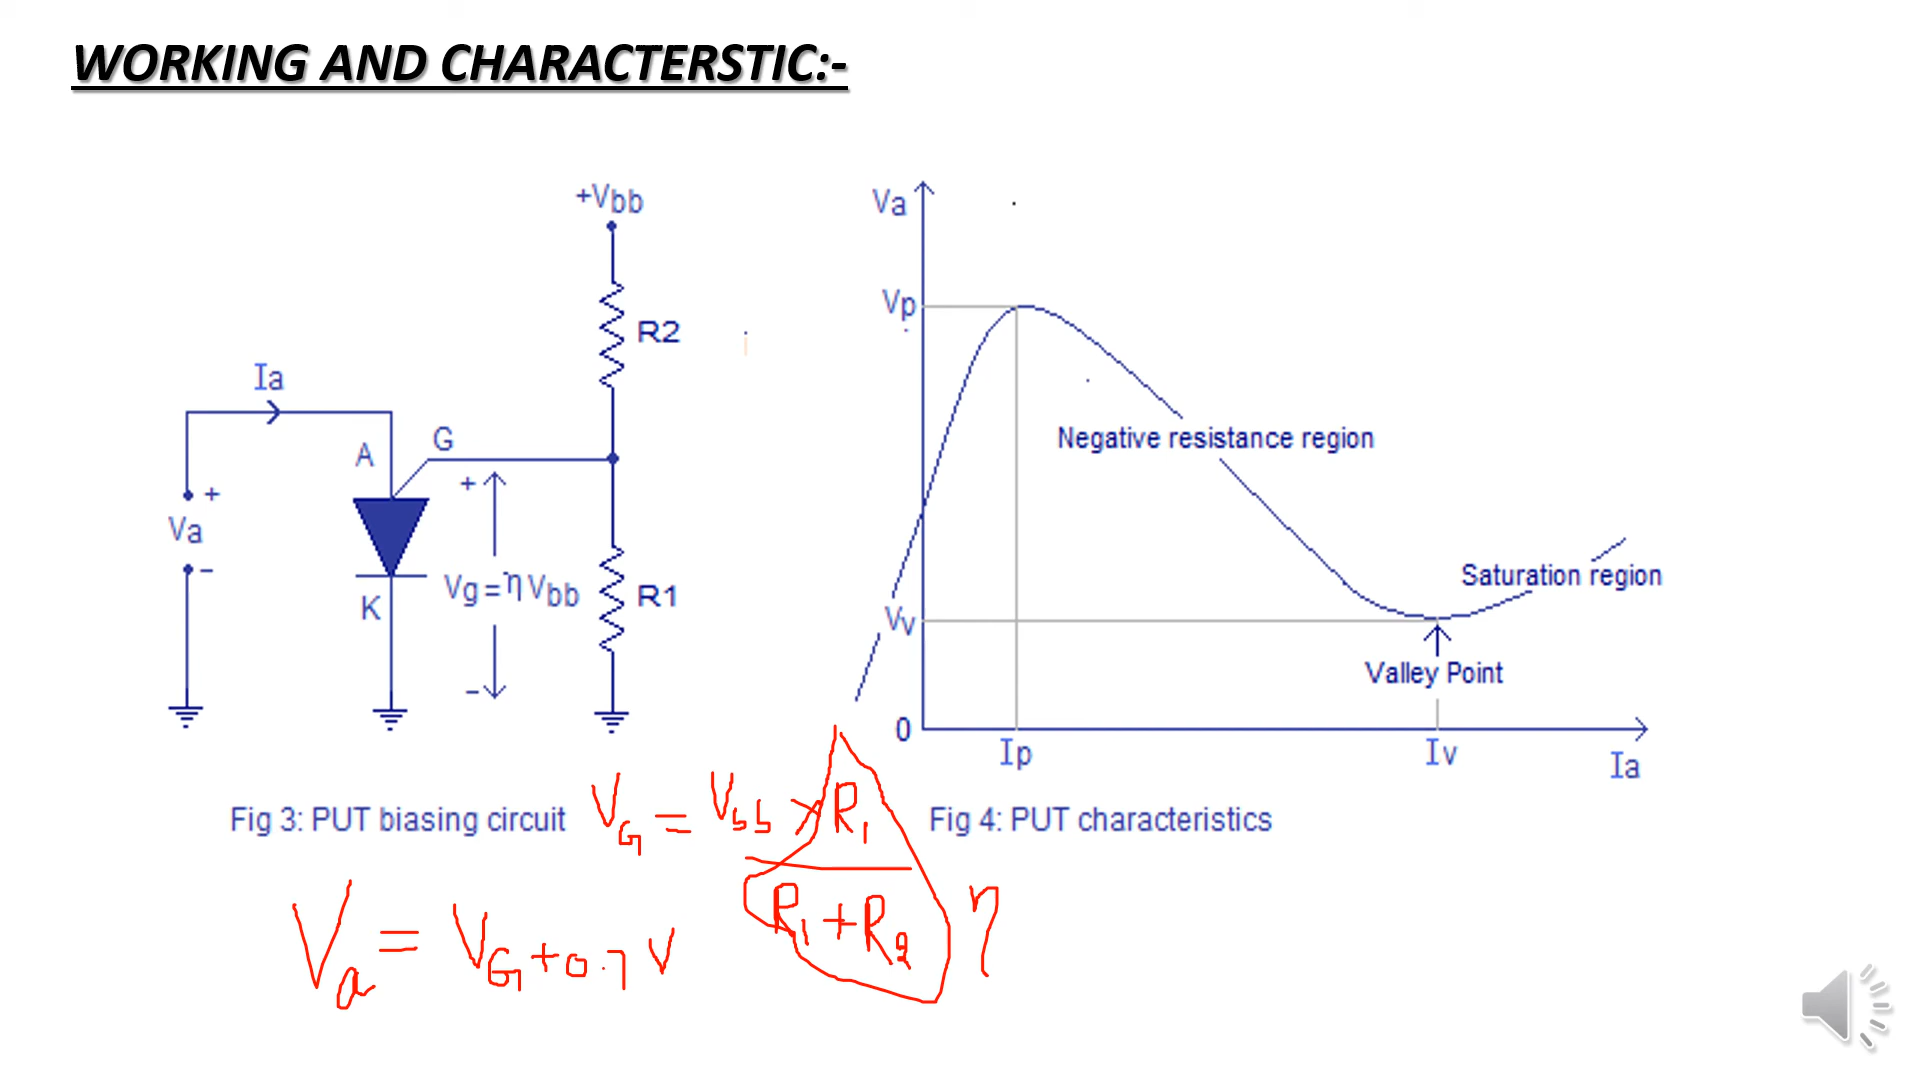 WORKING AND CHARACTERSTIC:-
+Vbb
R2
Ia
A
G
+
+
Va
-
K
Vg = η Vbb
R1
-
Va
Vp
Negative resistance region
Saturation region
Vv
Valley Point
0
Ip
Iv
Ia
Fig 3: PUT biasing circuit
Fig 4: PUT characteristics
VG = Vbb × R1
R1 + R2
η
Va = VG + 0.7 V